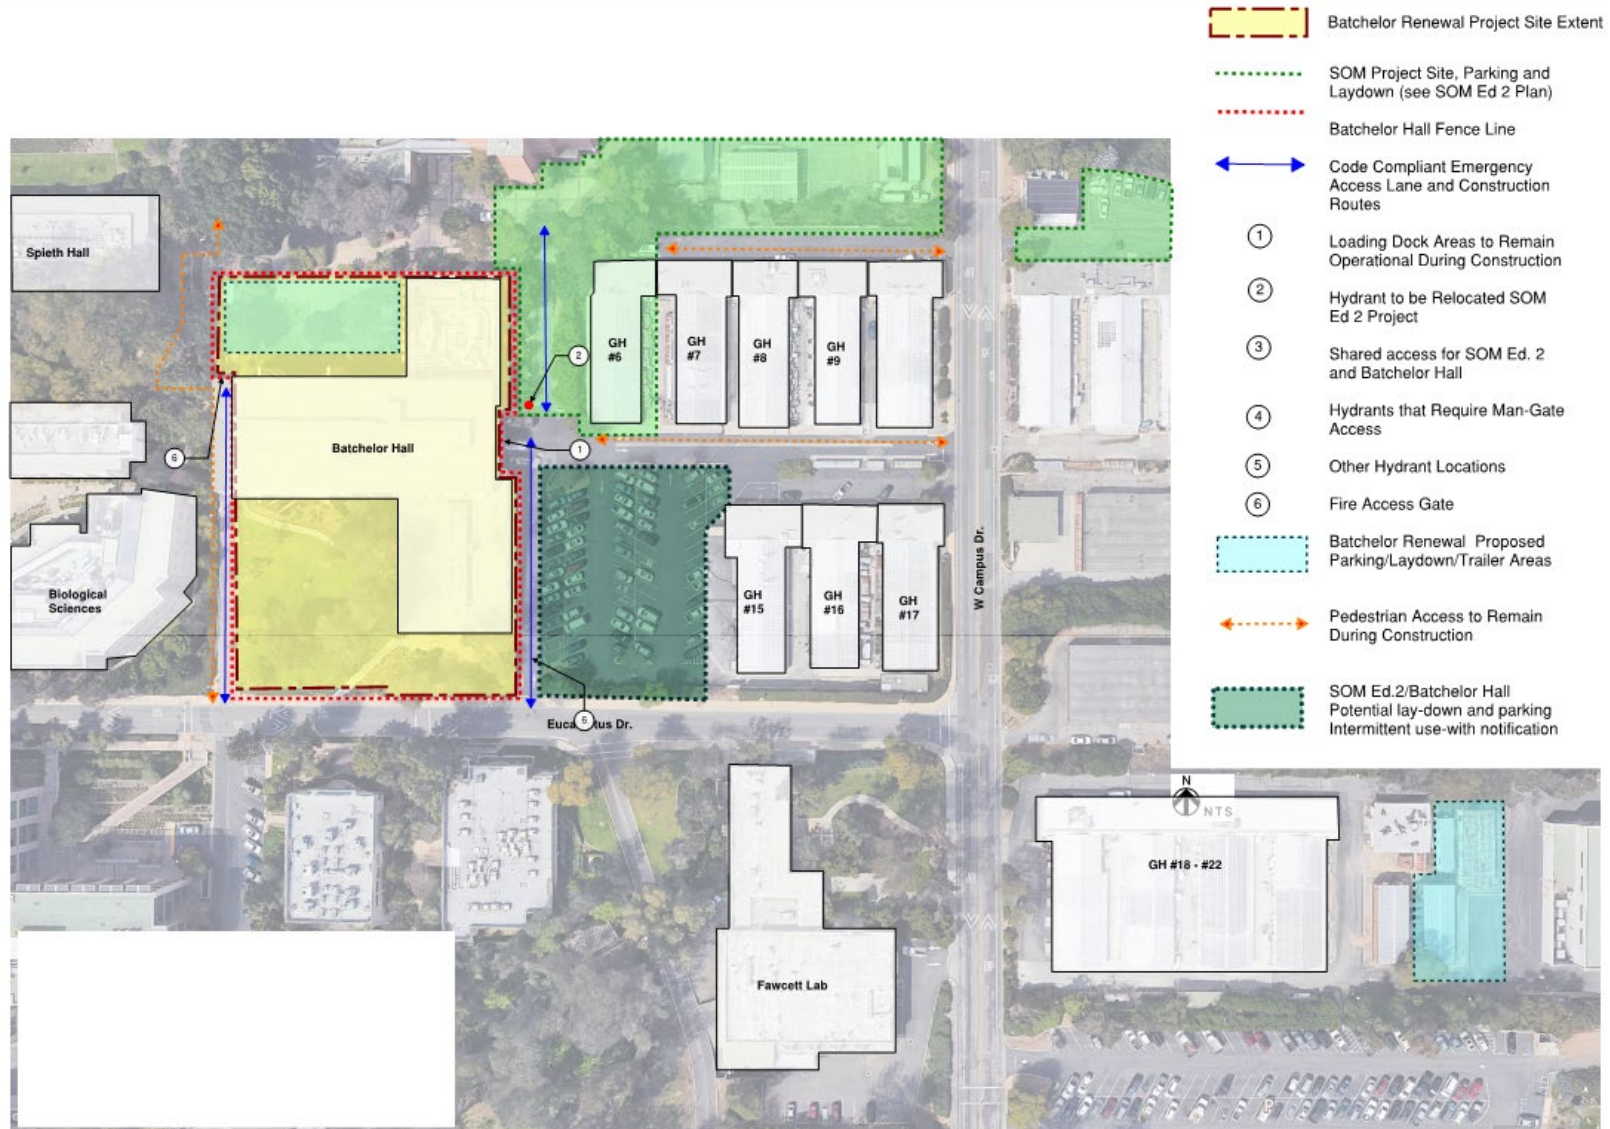 Batchelor Renewal Project Site Extent
SOM Project Site, Parking and
Laydown (see SOM Ed 2 Plan)
Batchelor Hall Fence Line
Code Compliant Emergency
Access Lane and Construction
Routes
1
Loading Dock Areas to Remain
Operational During Construction
2
Hydrant to be Relocated SOM
Ed 2 Project
3
Shared access for SOM Ed. 2
and Batchelor Hall
4
Hydrants that Require Man-Gate
Access
5
Other Hydrant Locations
6
Fire Access Gate
Batchelor Renewal Proposed
Parking/Laydown/Trailer Areas
Pedestrian Access to Remain
During Construction
SOM Ed.2/Batchelor Hall
Potential lay-down and parking
Intermittent use-with notification
Spieth Hall
GH
#6
GH
#7
GH
#8
GH
#9
2
Batchelor Hall
1
6
Biological
Sciences
GH
#15
GH
#16
GH
#17
W Campus Dr.
6
tus Dr.
N
NTS
GH #18 - #22
Fawcett Lab